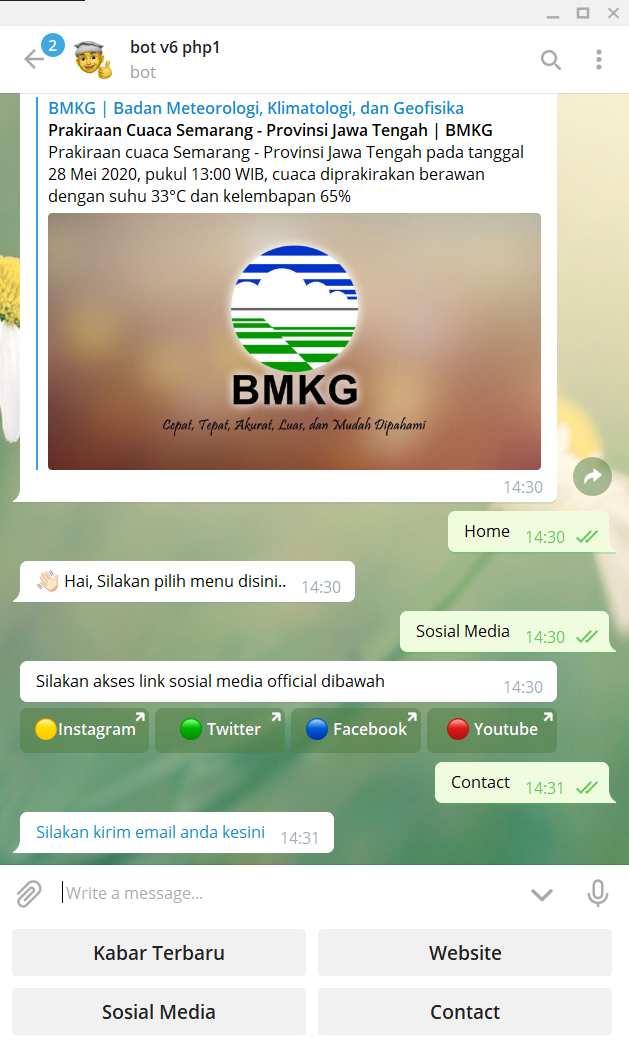 2
bot v6 php1
bot
BMKG | Badan Meteorologi, Klimatologi, dan Geofisika
Prakiraan Cuaca Semarang - Provinsi Jawa Tengah | BMKG
Prakiraan cuaca Semarang - Provinsi Jawa Tengah pada tanggal
28 Mei 2020, pukul 13:00 WIB, cuaca diprakirakan berawan
dengan suhu 33°C dan kelembapan 65%
BMKG
Cepat, Tepat, Akurat, Luas, dan Mudah Dipahami
14:30
Home 14:30
👋🏻 Hai, Silakan pilih menu disini.. 14:30
Sosial Media 14:30
Silakan akses link sosial media official dibawah 14:30
Instagram Twitter Facebook Youtube
Contact 14:31
Silakan kirim email anda kesini 14:31
Write a message...
Kabar Terbaru Website
Sosial Media Contact